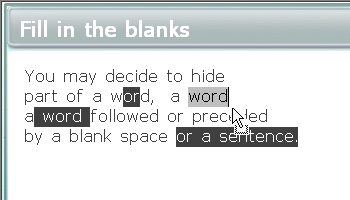 Fill in the blanks
You may decide to hide
part of a word, a word
a word followed or preceded
by a blank space or a sentence.